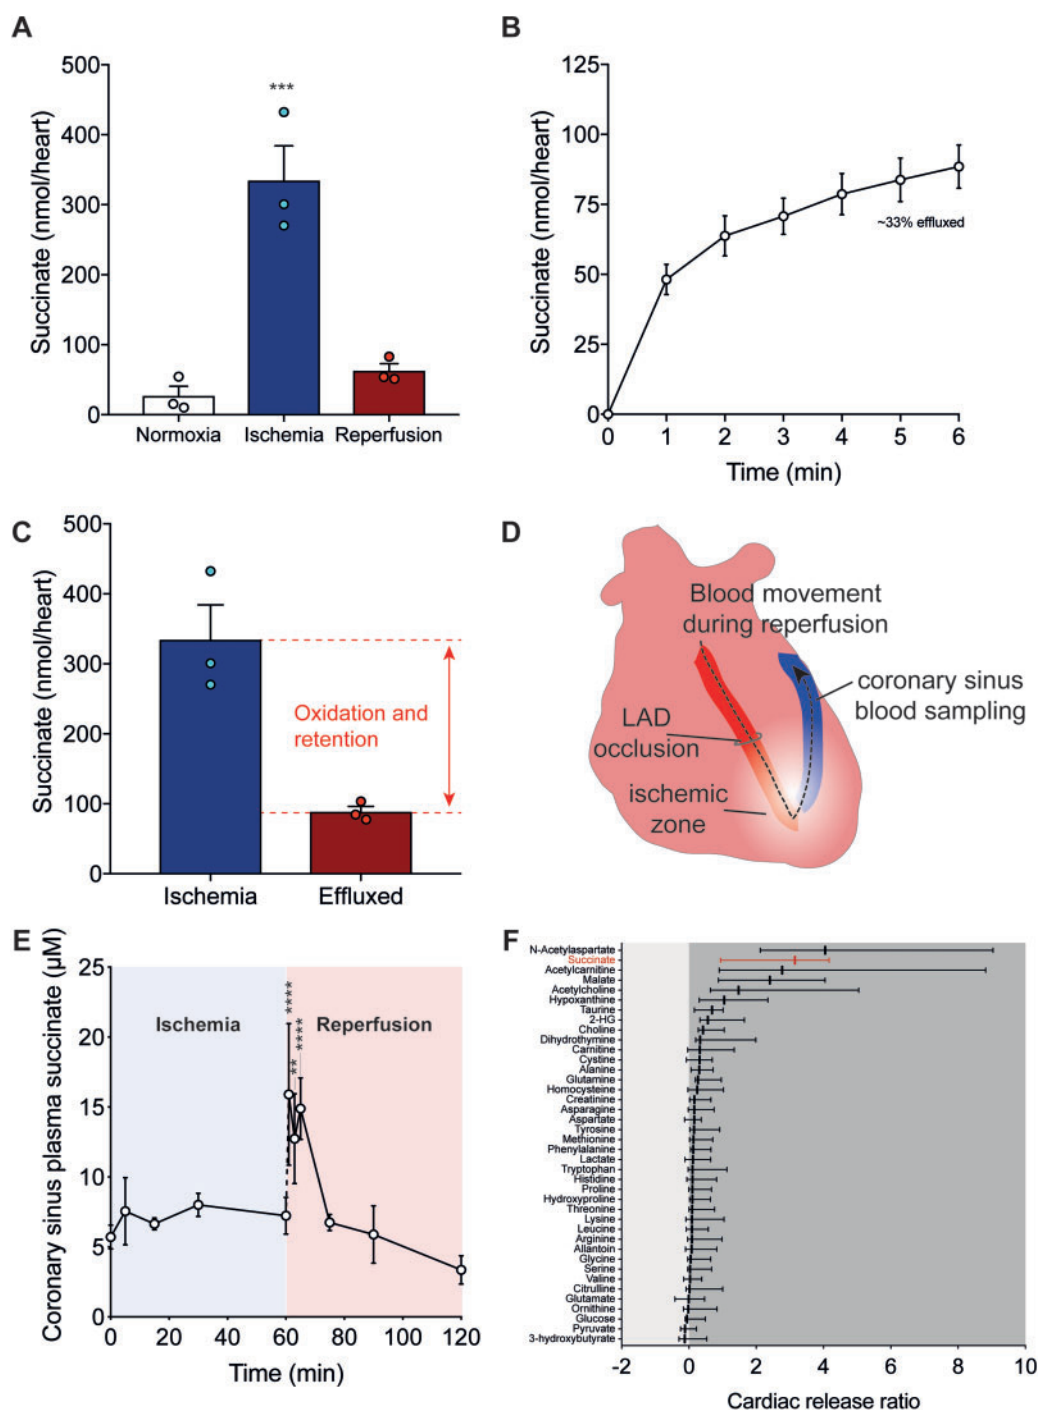 A
Succinate (nmol/heart)
500
400
300
200
100
0
***
Normoxia
Ischemia
Reperfusion
B
Succinate (nmol/heart)
125
100
75
50
25
0
~33% effluxed
0 1 2 3 4 5 6
Time (min)
C
Succinate (nmol/heart)
500
400
300
200
100
0
Oxidation and
retention
Ischemia
Effluxed
D
Blood movement
during reperfusion
coronary sinus
blood sampling
LAD
occlusion
ischemic
zone
E
Coronary sinus plasma succinate (µM)
25
20
15
10
5
0
Ischemia
Reperfusion
****
**
****
0 20 40 60 80 100 120
Time (min)
F
N-Acetylaspartate
Succinate
Acetylcarnitine
Malate
Acetylcholine
Hypoxanthine
Taurine
2-HG
Choline
Dihydrothymine
Carnitine
Cystine
Alanine
Glutamine
Homocysteine
Creatinine
Asparagine
Aspartate
Tyrosine
Methionine
Phenylalanine
Lactate
Tryptophan
Histidine
Proline
Hydroxyproline
Threonine
Lysine
Leucine
Arginine
Allantoin
Glycine
Serine
Valine
Citrulline
Glutamate
Ornithine
Glucose
Pyruvate
3-hydroxybutyrate
-2 0 2 4 6 8 10
Cardiac release ratio